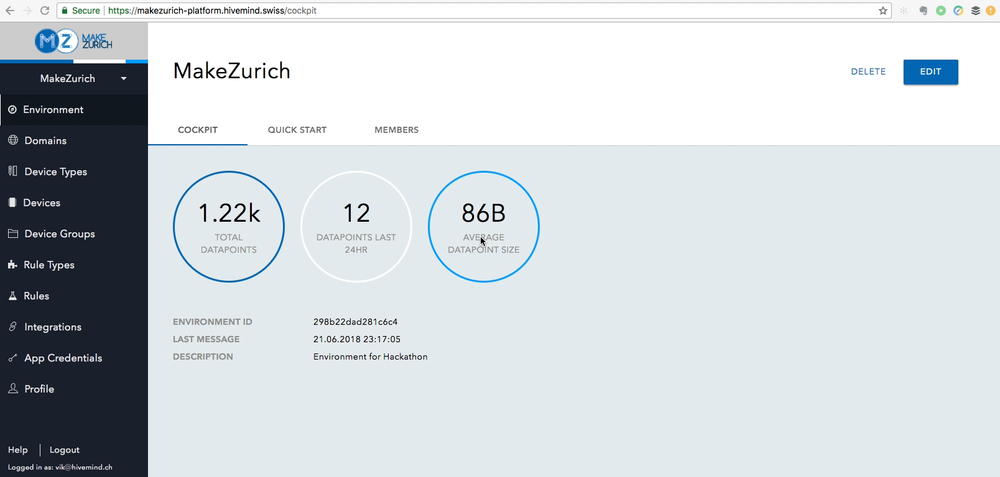 Secure
https://makezurich-platform.hivemind.swiss/cockpit
MZ MAKE
ZURICH
MakeZurich
Environment
Domains
Device Types
Devices
Device Groups
Rule Types
Rules
Integrations
App Credentials
Profile
Help
Logout
Logged in as: vik@hivemind.ch
MakeZurich
DELETE
EDIT
COCKPIT
QUICK START
MEMBERS
1.22k
TOTAL
DATAPOINTS
12
DATAPOINTS LAST
24HR
86B
AVERAGE
DATAPOINT SIZE
ENVIRONMENT ID 298b22dad281c6c4
LAST MESSAGE 21.06.2018 23:17:05
DESCRIPTION Environment for Hackathon